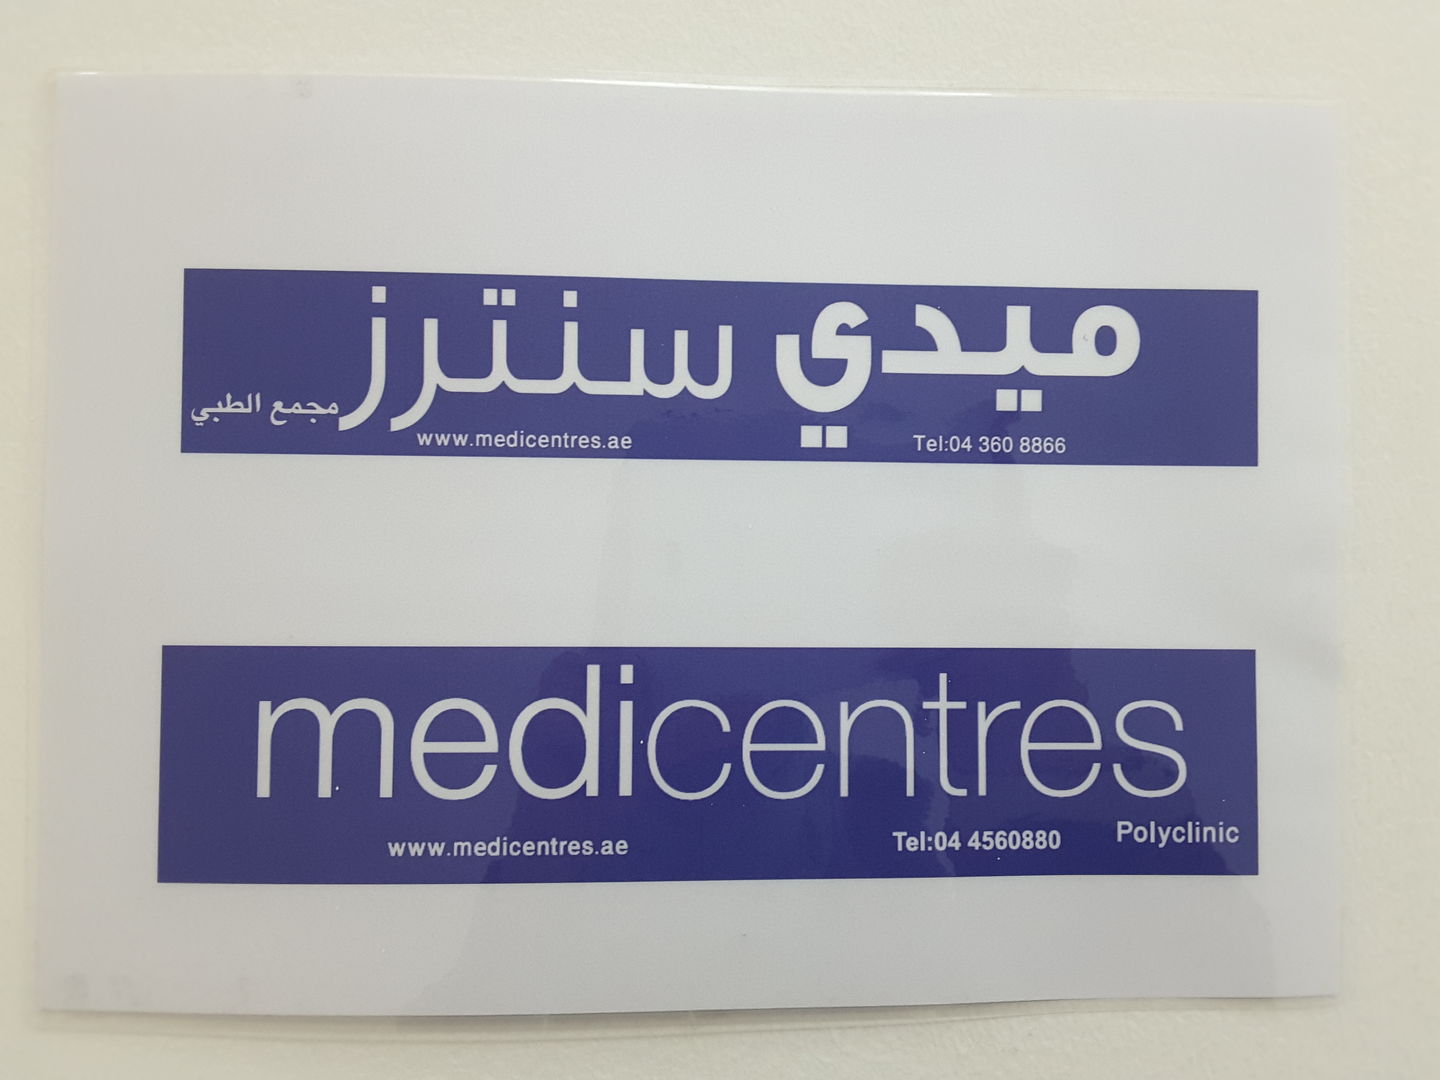 ميدي سنترز
مجمع الطبي
www.medicentres.ae
Tel:04 360 8866
medicentres
www.medicentres.ae
Tel:04 4560880
Polyclinic